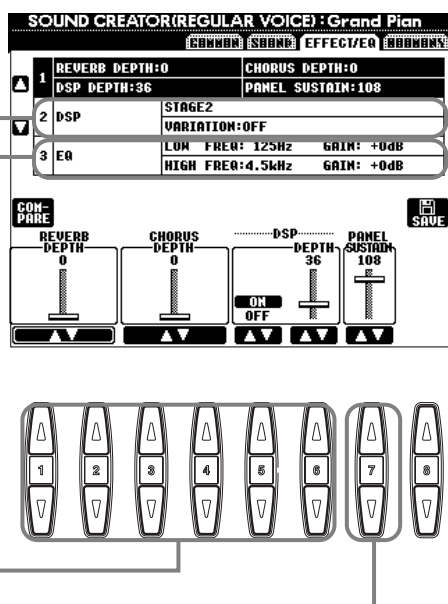 SOUND CREATOR(REGULAR VOICE) : Grand Pian
COMMON SOUND EFFECT/EQ HARMONY
1 REVERB DEPTH:0 CHORUS DEPTH:0
DSP DEPTH:36 PANEL SUSTAIN:108
2 DSP STAGE2
VARIATION:OFF
3 EQ LOW FREQ: 125Hz GAIN: +0dB
HIGH FREQ:4.5kHz GAIN: +0dB
COM-
PARE
SAVE
REVERB DEPTH
0
CHORUS DEPTH
0
DSP
DEPTH
36
ON
OFF
PANEL SUSTAIN
108
1 2 3 4 5 6 7 8